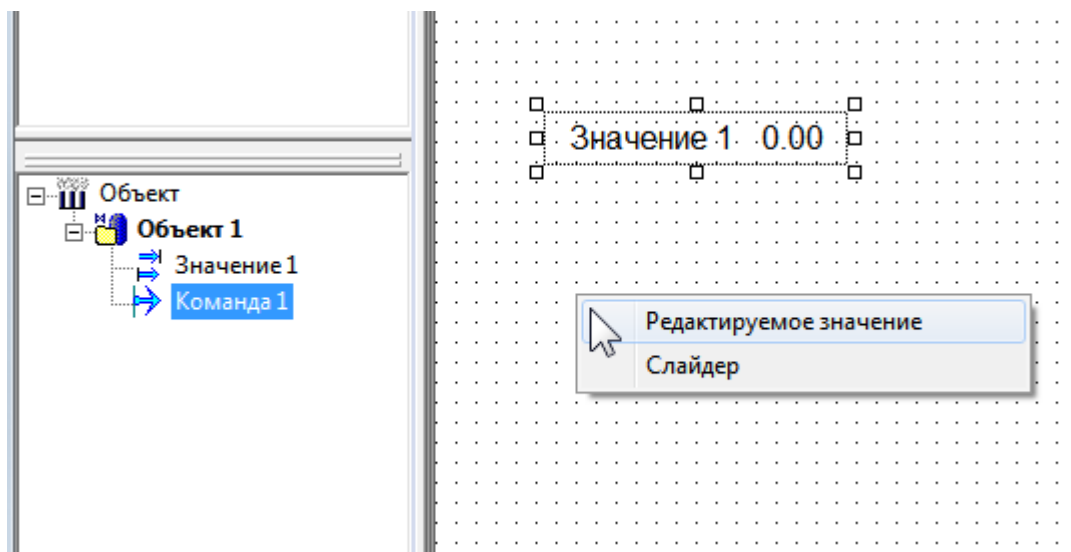 Объект
Объект 1
Значение 1
Команда 1
Значение 1 0.00
Редактируемое значение
Слайдер